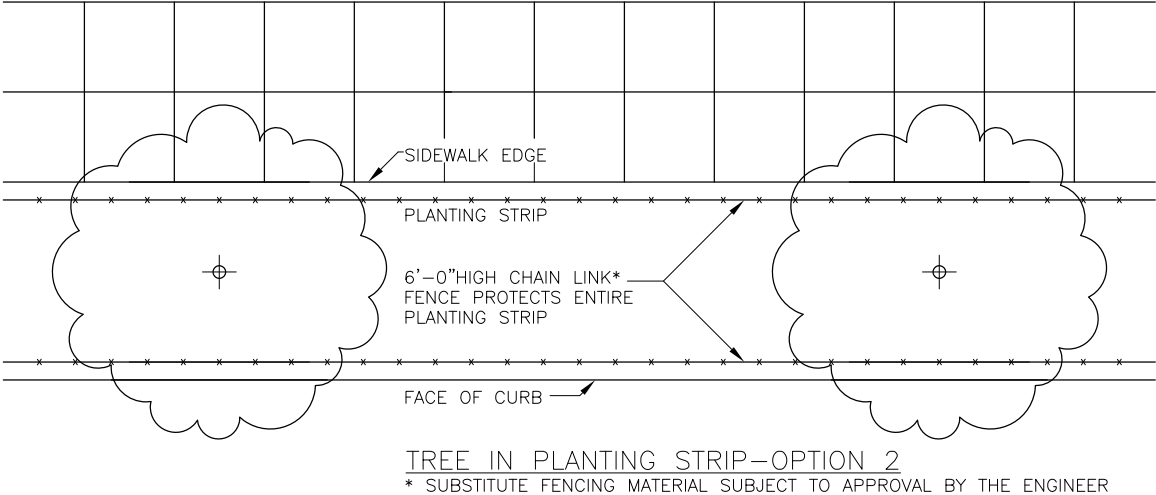 SIDEWALK EDGE
PLANTING STRIP
6'-0"HIGH CHAIN LINK*
FENCE PROTECTS ENTIRE
PLANTING STRIP
FACE OF CURB
TREE IN PLANTING STRIP-OPTION 2
* SUBSTITUTE FENCING MATERIAL SUBJECT TO APPROVAL BY THE ENGINEER